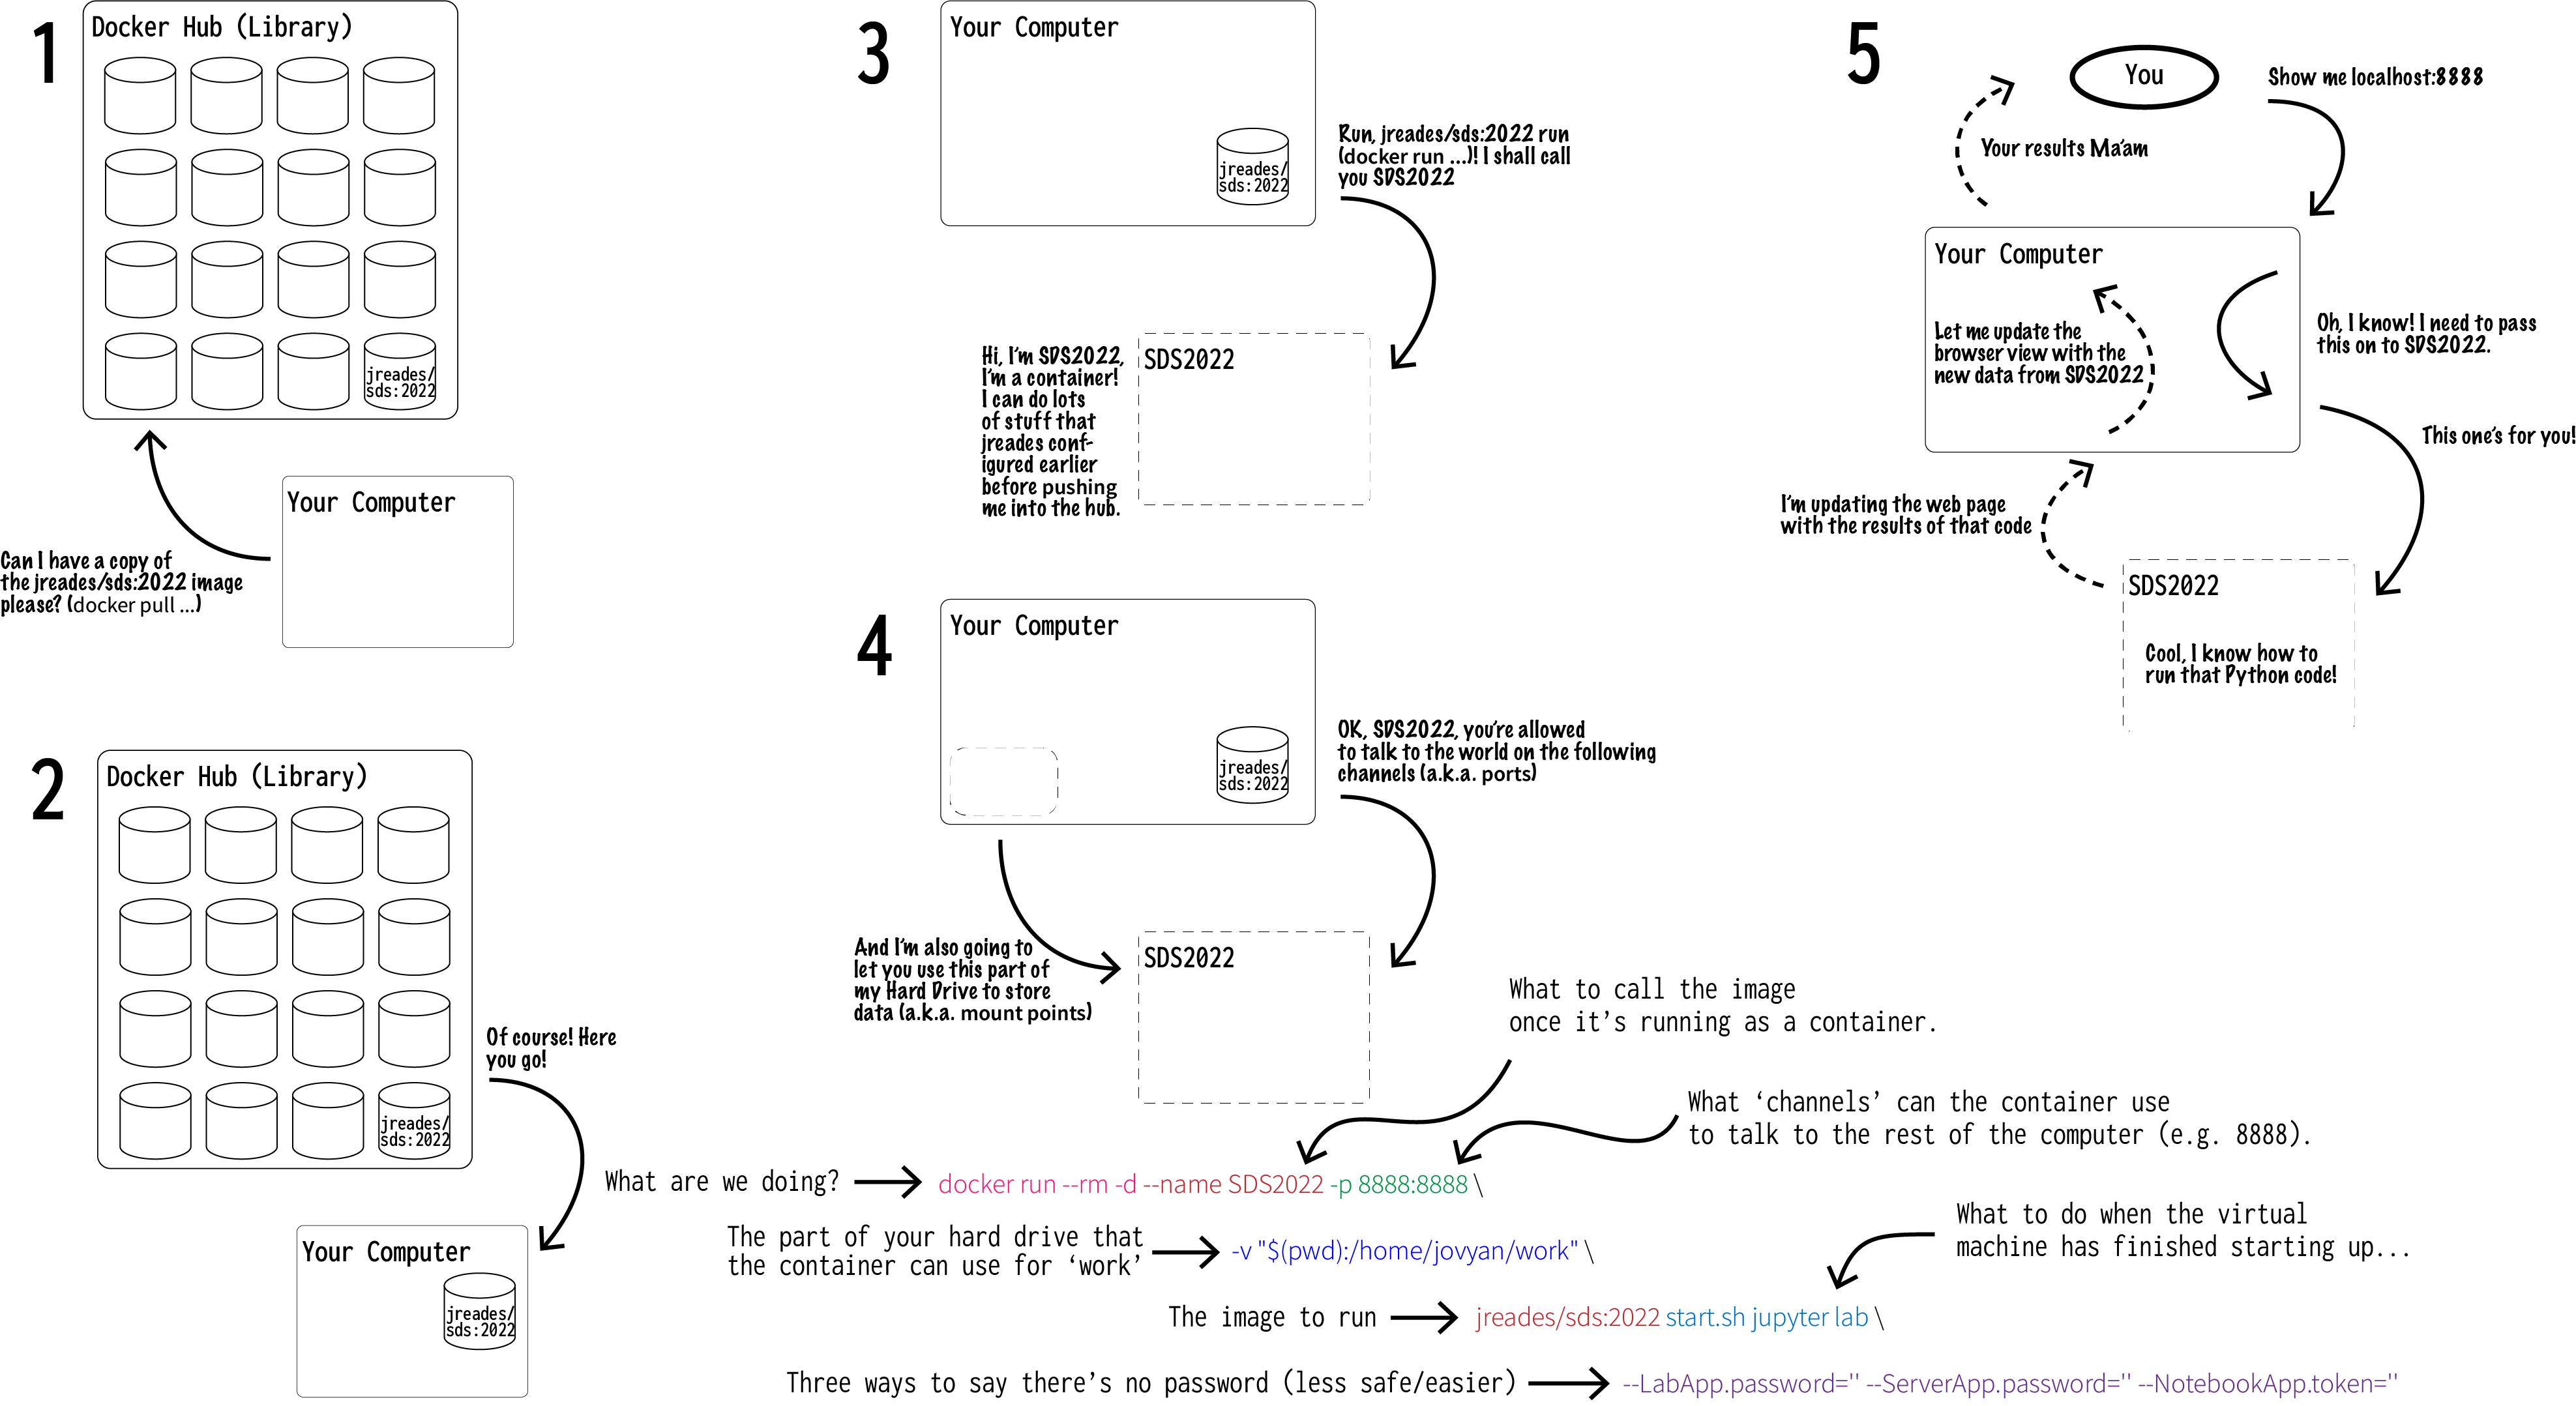 1
Docker Hub (Library)
jreades/
sds:2022
Your Computer
Can I have a copy of
the jreades/sds:2022 image
please? (docker pull ...)
2
Docker Hub (Library)
jreades/
sds:2022
Of course! Here
you go!
Your Computer
jreades/
sds:2022
3
Your Computer
jreades/
sds:2022
Run, jreades/sds:2022 run
(docker run ...)! I shall call
you SDS2022
Hi, I'm SDS2022,
I'm a container!
I can do lots
of stuff that
jreades conf-
igured earlier
before pushing
me into the hub.
SDS2022
4
Your Computer
jreades/
sds:2022
OK, SDS2022, you're allowed
to talk to the world on the following
channels (a.k.a. ports)
And I'm also going to
let you use this part of
my Hard Drive to store
data (a.k.a. mount points)
SDS2022
What to call the image
once it's running as a container.
What ‘channels’ can the container use
to talk to the rest of the computer (e.g. 8888).
What are we doing?
docker run --rm -d --name SDS2022 -p 8888:8888 \
The part of your hard drive that
the container can use for ‘work’
-v "$(pwd):/home/jovyan/work" \
What to do when the virtual
machine has finished starting up...
The image to run
jreades/sds:2022 start.sh jupyter lab \
Three ways to say there’s no password (less safe/easier)
--LabApp.password='' --ServerApp.password='' --NotebookApp.token=''
5
You
Show me localhost:8888
Your results Ma'am
Your Computer
Let me update the
browser view with the
new data from SDS2022
Oh, I know! I need to pass
this on to SDS2022.
This one's for you!
I'm updating the web page
with the results of that code
SDS2022
Cool, I know how to
run that Python code!